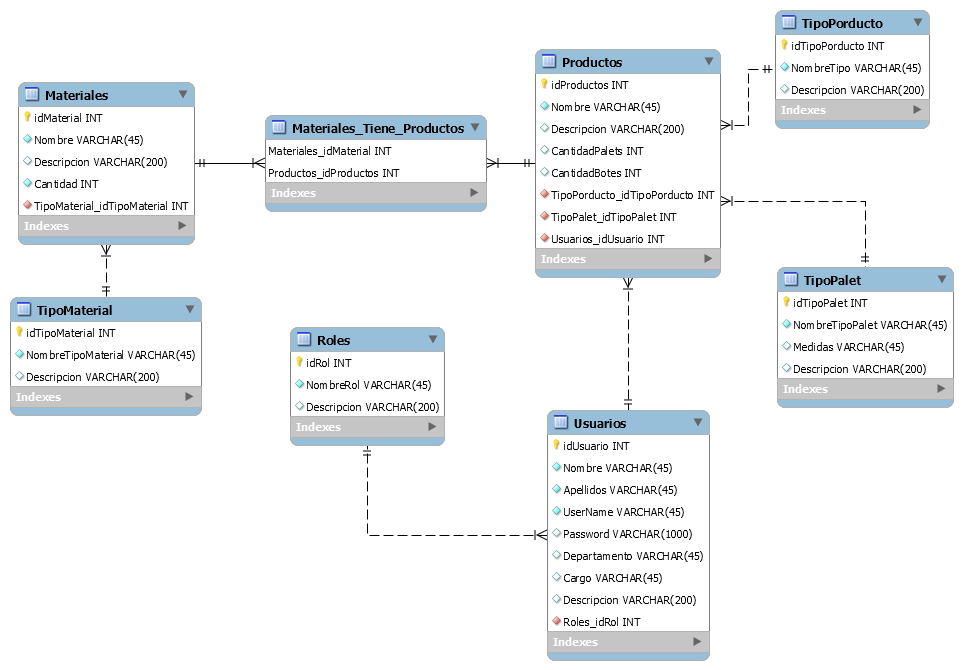 Materiales
idMaterial INT
Nombre VARCHAR(45)
Descripcion VARCHAR(200)
Cantidad INT
TipoMaterial_idTipoMaterial INT
Indexes
TipoMaterial
idTipoMaterial INT
NombreTipoMaterial VARCHAR(45)
Descripcion VARCHAR(200)
Indexes
Materiales_Tiene_Productos
Materiales_idMaterial INT
Productos_idProductos INT
Indexes
Roles
idRol INT
NombreRol VARCHAR(45)
Descripcion VARCHAR(200)
Indexes
Productos
idProductos INT
Nombre VARCHAR(45)
Descripcion VARCHAR(200)
CantidadPalets INT
CantidadBotes INT
TipoPorducto_idTipoPorducto INT
TipoPalet_idTipoPalet INT
Usuarios_idUsuario INT
Indexes
Usuarios
idUsuario INT
Nombre VARCHAR(45)
Apellidos VARCHAR(45)
UserName VARCHAR(45)
Password VARCHAR(1000)
Departamento VARCHAR(45)
Cargo VARCHAR(45)
Descripcion VARCHAR(200)
Roles_idRol INT
Indexes
TipoPorducto
idTipoPorducto INT
NombreTipo VARCHAR(45)
Descripcion VARCHAR(200)
Indexes
TipoPalet
idTipoPalet INT
NombreTipoPalet VARCHAR(45)
Medidas VARCHAR(45)
Descripcion VARCHAR(200)
Indexes